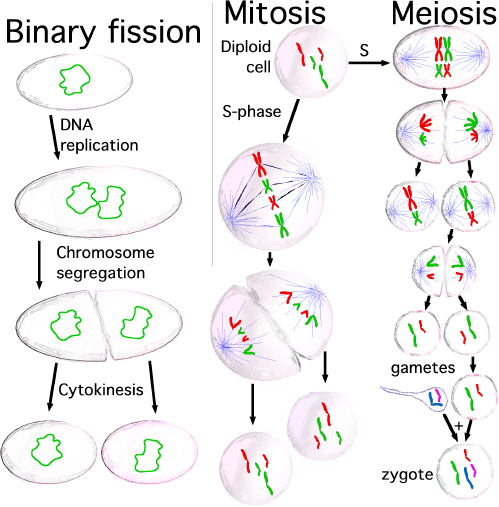 Binary fission
DNA
replication
Chromosome
segregation
Cytokinesis
Mitosis
Diploid
cell
S
S-phase
Meiosis
gametes
+
zygote